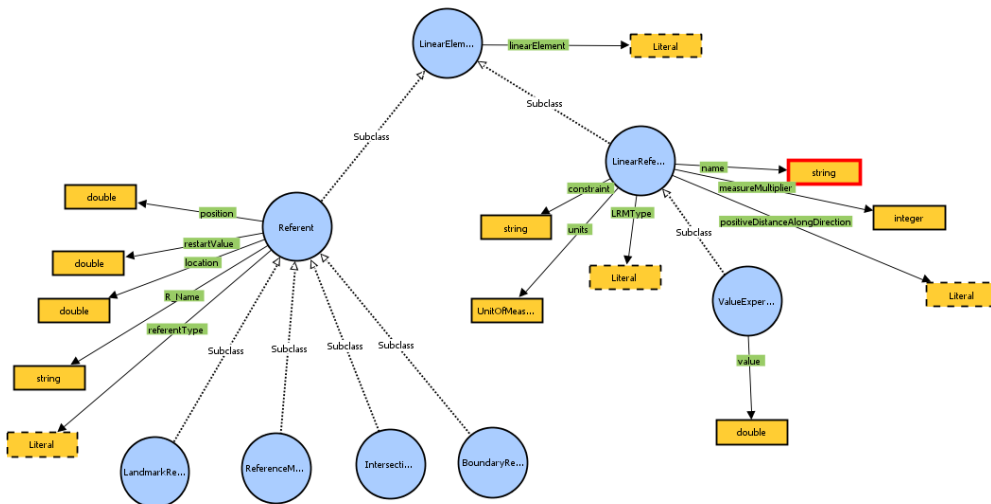 LinearElem...
linearElement
Literal
Subclass
Subclass
LinearRefe...
name
string
constraint
measureMultiplier
double
position
LRMType
integer
string
units
positiveDistanceAlongDirection
Referent
restartValue
double
location
Subclass
Literal
Literal
double
R_Name
UnitOfMeas...
ValueExper...
referentType
Subclass
Subclass
Subclass
Subclass
value
string
double
Literal
LandmarkRe...
ReferenceM...
Intersecti...
BoundaryRe...